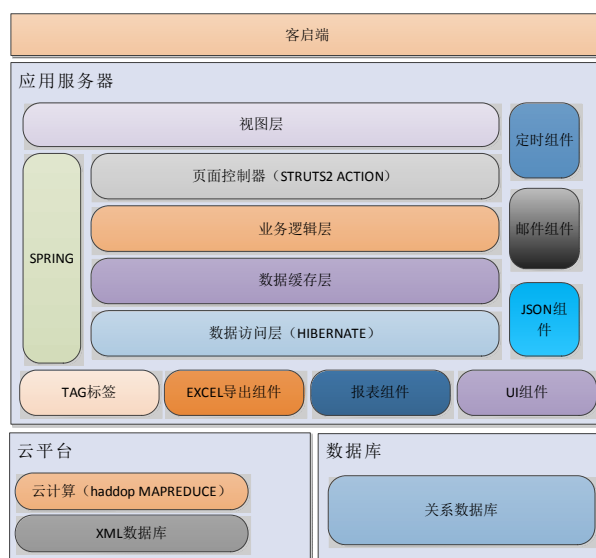 客启端
应用服务器
视图层
定时组件
页面控制器（STRUTS2 ACTION）
邮件组件
业务逻辑层
SPRING
数据缓存层
JSON组
件
数据访问层（HIBERNATE）
TAG标签
EXCEL导出组件
报表组件
UI组件
云平台
数据库
云计算（haddop MAPREDUCE）
关系数据库
XML数据库